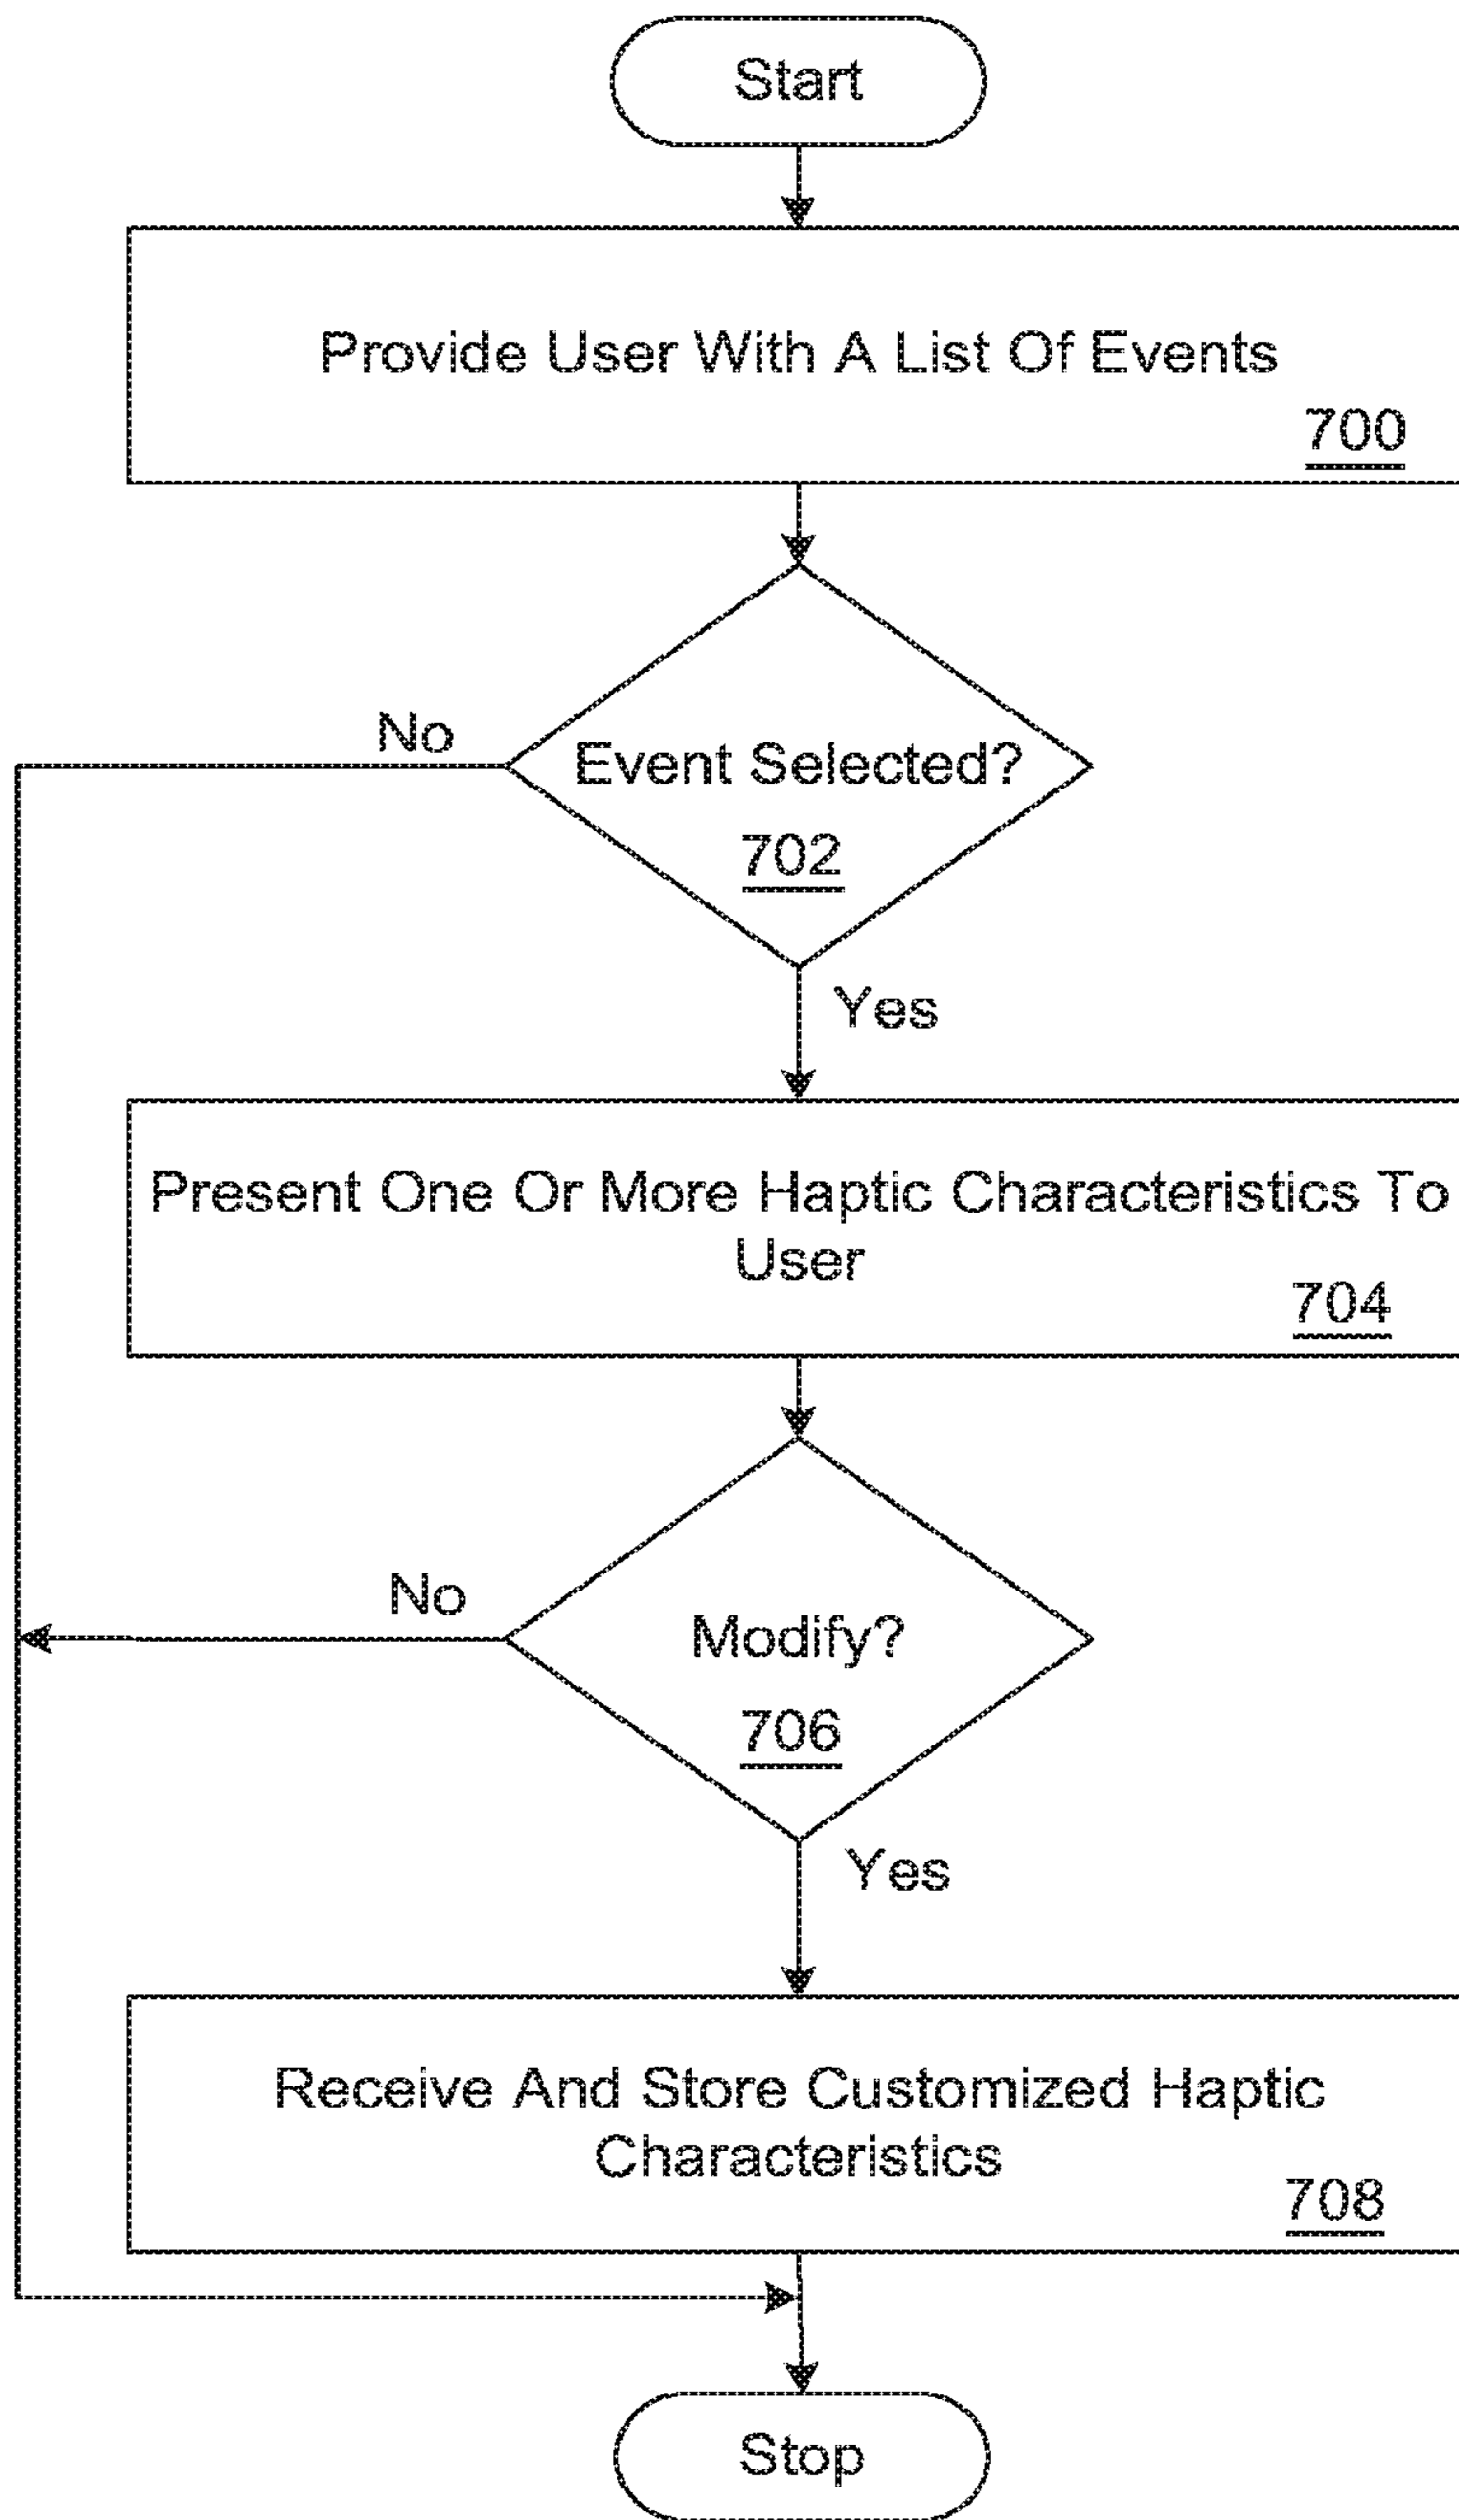 Start
Provide User With A List Of Events
700
No
Event Selected?
702
Yes
Present One Or More Haptic Characteristics To
User
704
No
Modify?
706
Yes
Receive And Store Customized Haptic
Characteristics
708
Stop